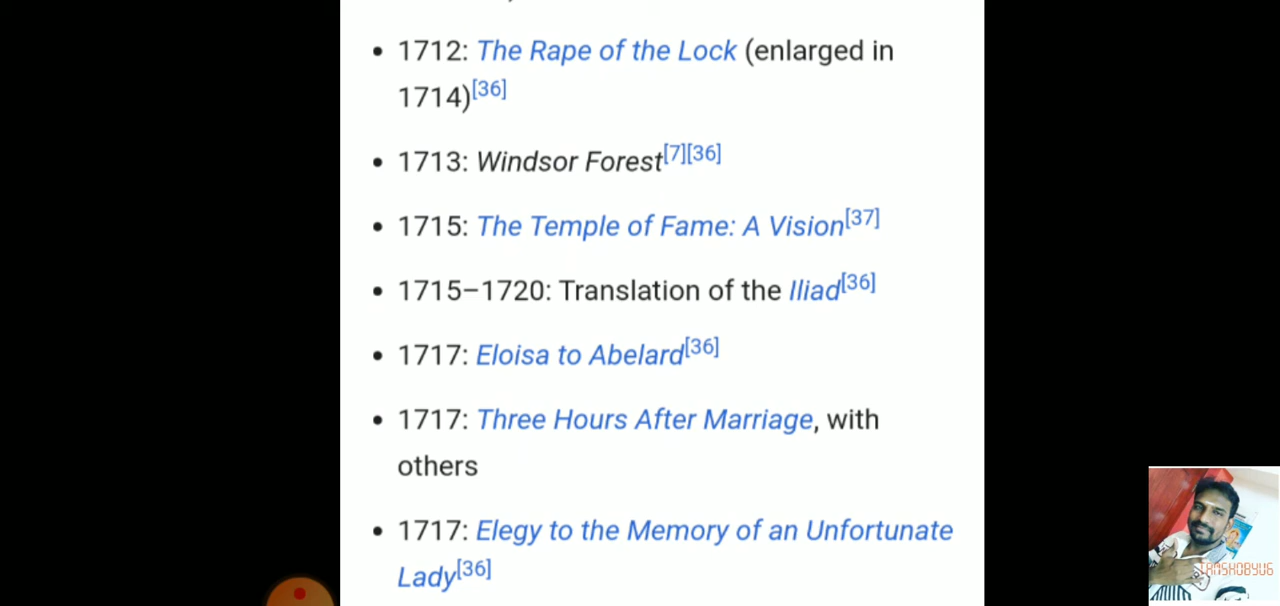 • 1712: The Rape of the Lock (enlarged in
1714)[36]
• 1713: Windsor Forest[7][36]
• 1715: The Temple of Fame: A Vision[37]
• 1715–1720: Translation of the Iliad[36]
• 1717: Eloisa to Abelard[36]
• 1717: Three Hours After Marriage, with
others
• 1717: Elegy to the Memory of an Unfortunate
Lady[36]